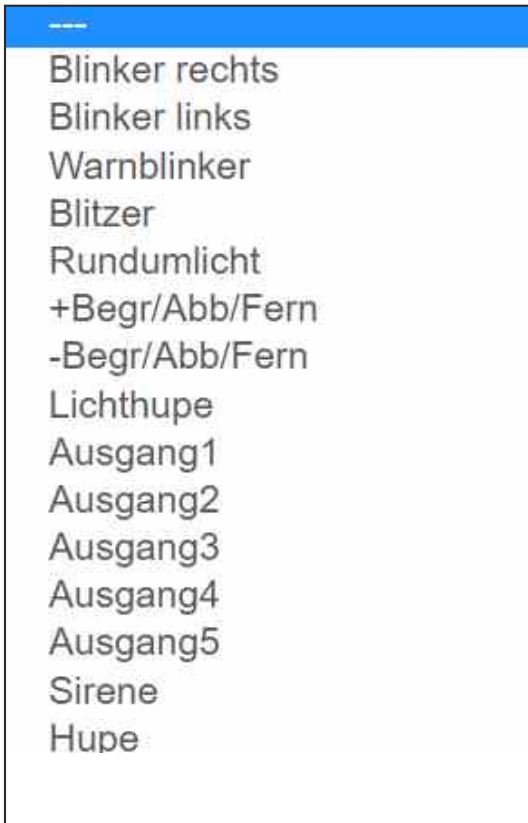 ---
Blinker rechts
Blinker links
Warnblinker
Blitzer
Rundumlicht
+Begr/Abb/Fern
-Begr/Abb/Fern
Lichthupe
Ausgang1
Ausgang2
Ausgang3
Ausgang4
Ausgang5
Sirene
Hupe